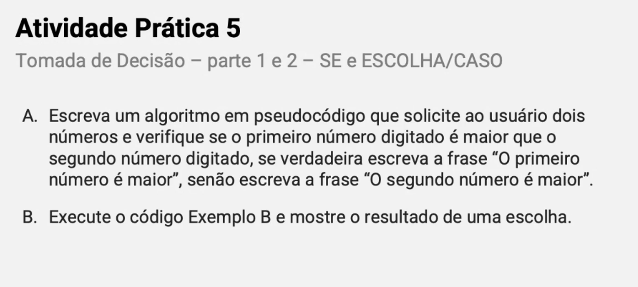 Atividade Prática 5
Tomada de Decisão – parte 1 e 2 – SE e ESCOLHA/CASO
A. Escreva um algoritmo em pseudocódigo que solicite ao usuário dois
números e verifique se o primeiro número digitado é maior que o
segundo número digitado, se verdadeira escreva a frase “O primeiro
número é maior”, senão escreva a frase “O segundo número é maior”.
B. Execute o código Exemplo B e mostre o resultado de uma escolha.